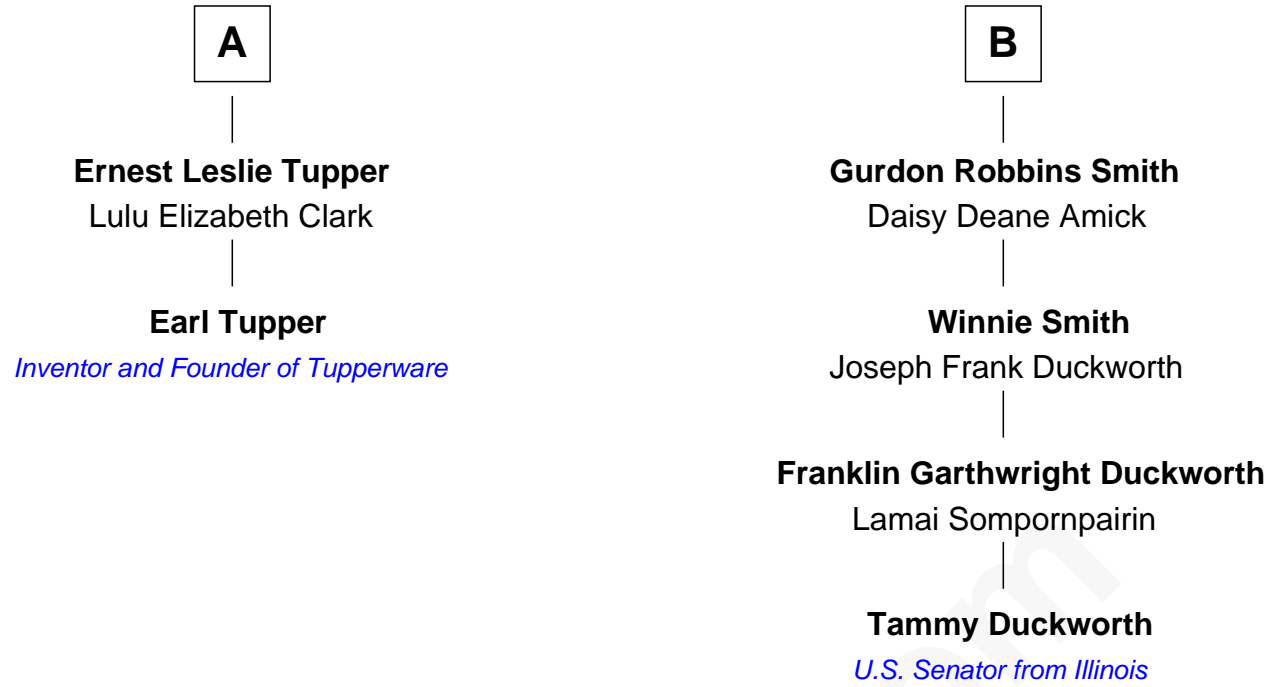 A
Ernest Leslie Tupper
Lulu Elizabeth Clark
Earl Tupper
Inventor and Founder of Tupperware
B
Gurdon Robbins Smith
Daisy Deane Amick
Winnie Smith
Joseph Frank Duckworth
Franklin Garthwright Duckworth
Lamai Sompornpairin
Tammy Duckworth
U.S. Senator from Illinois